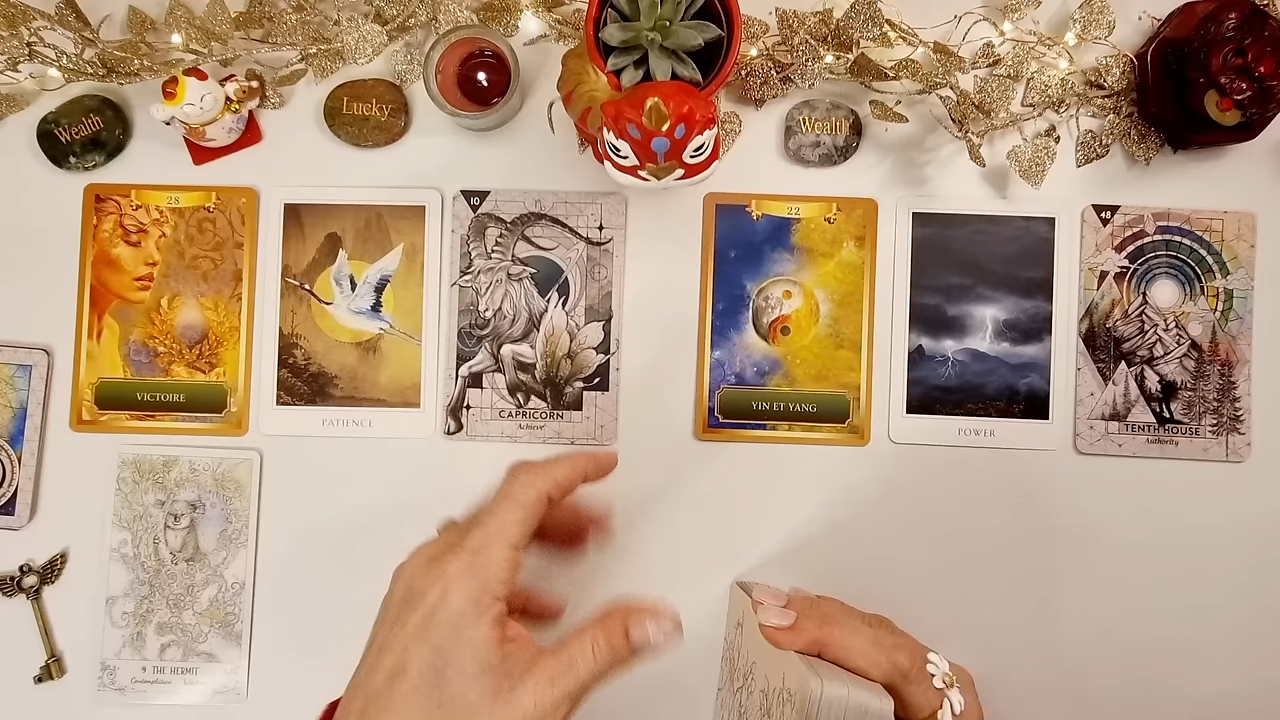 Wealth
Lucky
Wealth
28
VICTOIRE
PATIENCE
10
CAPRICORN
Achieve
22
YIN ET YANG
POWER
48
TENTH HOUSE
Authority
9 THE HERMIT
Contemplation